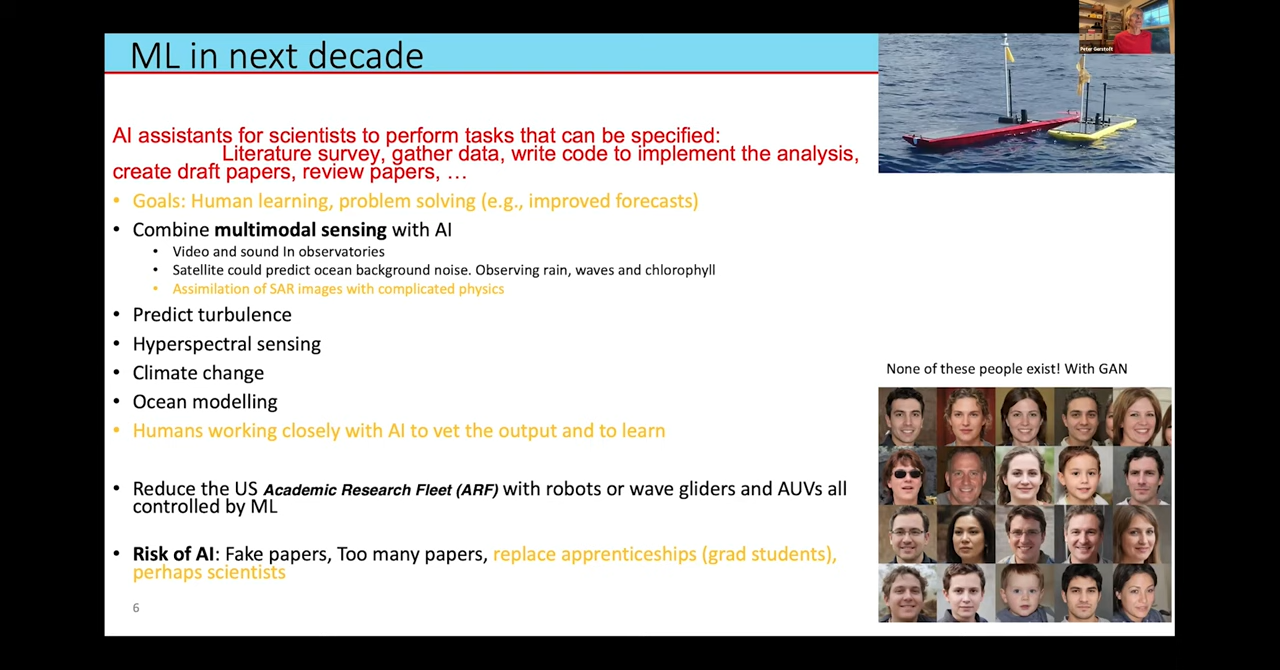 ML in next decade
Peter Gerstoft
AI assistants for scientists to perform tasks that can be specified:
Literature survey, gather data, write code to implement the analysis,
create draft papers, review papers, …
• Goals: Human learning, problem solving (e.g., improved forecasts)
• Combine multimodal sensing with AI
• Video and sound In observatories
• Satellite could predict ocean background noise. Observing rain, waves and chlorophyll
• Assimilation of SAR images with complicated physics
• Predict turbulence
• Hyperspectral sensing
• Climate change
• Ocean modelling
• Humans working closely with AI to vet the output and to learn
• Reduce the US Academic Research Fleet (ARF) with robots or wave gliders and AUVs all
controlled by ML
• Risk of AI: Fake papers, Too many papers, replace apprenticeships (grad students),
perhaps scientists
6
None of these people exist! With GAN